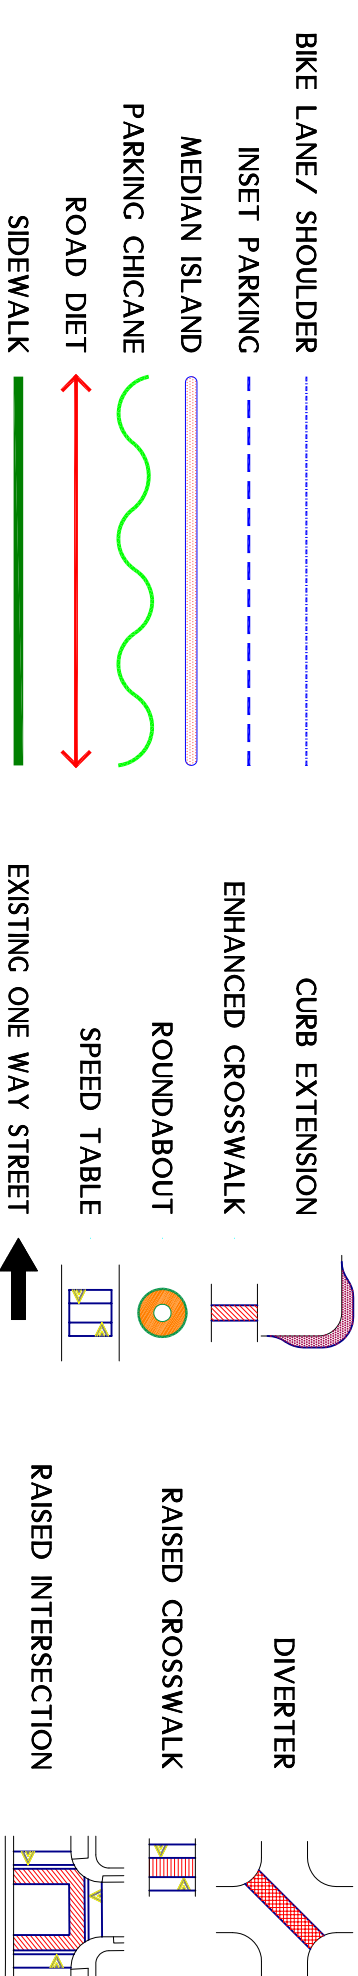 BIKE LANE/ SHOULDER
INSET PARKING
MEDIAN ISLAND
PARKING CHICANE
ROAD DIET
SIDEWALK
CURB EXTENSION
ENHANCED CROSSWALK
ROUNDABOUT
SPEED TABLE
EXISTING ONE WAY STREET
DIVERTER
RAISED CROSSWALK
RAISED INTERSECTION